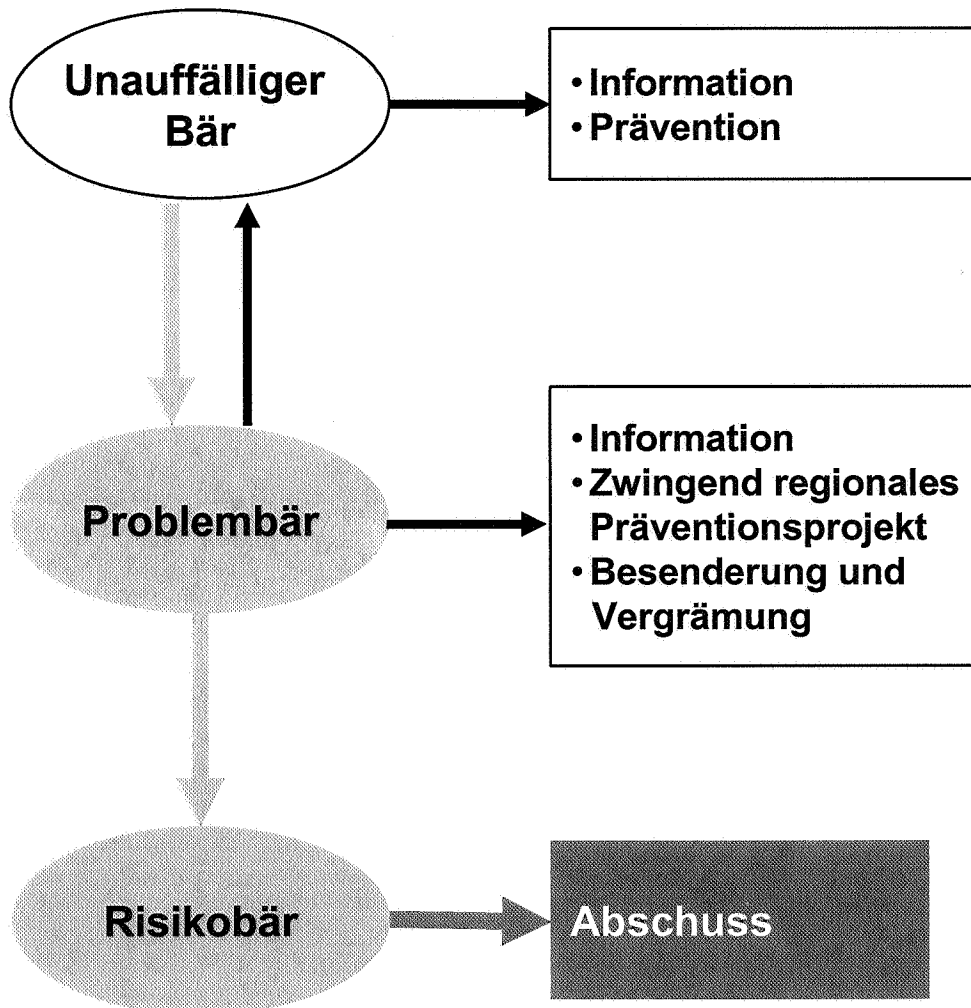 Unauffälliger
Bär
• Information
• Prävention
Problembär
• Information
• Zwingend regionales
Präventionsprojekt
• Besenderung und
Vergrämung
Risikobär
Abschuss